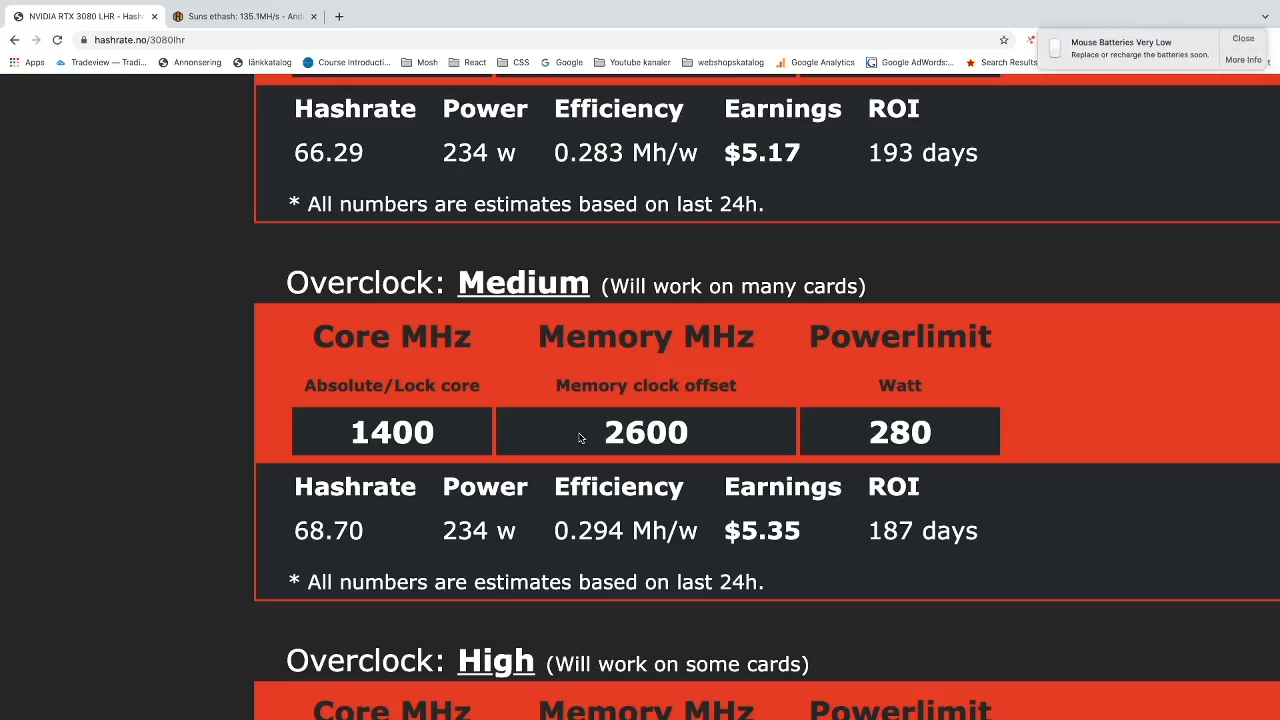 NVIDIA RTX 3080 LHR - Hashr
Suns ethash: 135.1MH/s - And
hashrate.no/3080lhr
Mouse Batteries Very Low
Replace or recharge the batteries soon.
Close
More Info
Apps
Tradeview — Tradi...
Annonsering
länkkatalog
Course Introducti...
Mosh
React
CSS
Google
Youtube kanaler
webshopskatalog
Google Analytics
Google AdWords:...
Search Results
Hashrate Power Efficiency Earnings ROI
66.29 234 w 0.283 Mh/w $5.17 193 days
* All numbers are estimates based on last 24h.
Overclock: Medium (Will work on many cards)
Core MHz Memory MHz Powerlimit
Absolute/Lock core Memory clock offset Watt
1400 2600 280
Hashrate Power Efficiency Earnings ROI
68.70 234 w 0.294 Mh/w $5.35 187 days
* All numbers are estimates based on last 24h.
Overclock: High (Will work on some cards)
Core MHz Memory MHz Powerlimit